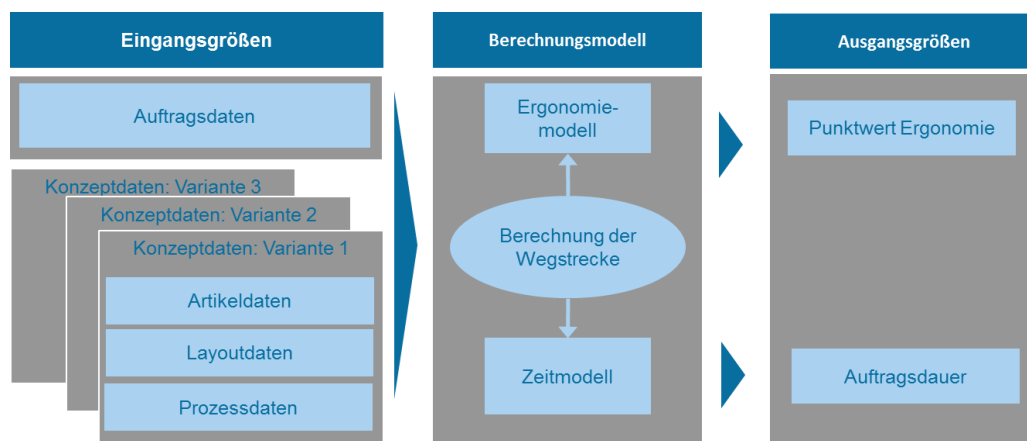 Eingangsgrößen
Auftragsdaten
Konzeptdaten: Variante 3
Konzeptdaten: Variante 2
Konzeptdaten: Variante 1
Artikeldaten
Layoutdaten
Prozessdaten
Berechnungsmodell
Ergonomie-
modell
Berechnung der
Wegstrecke
Zeitmodell
Ausgangsgrößen
Punktwert Ergonomie
Auftragsdauer